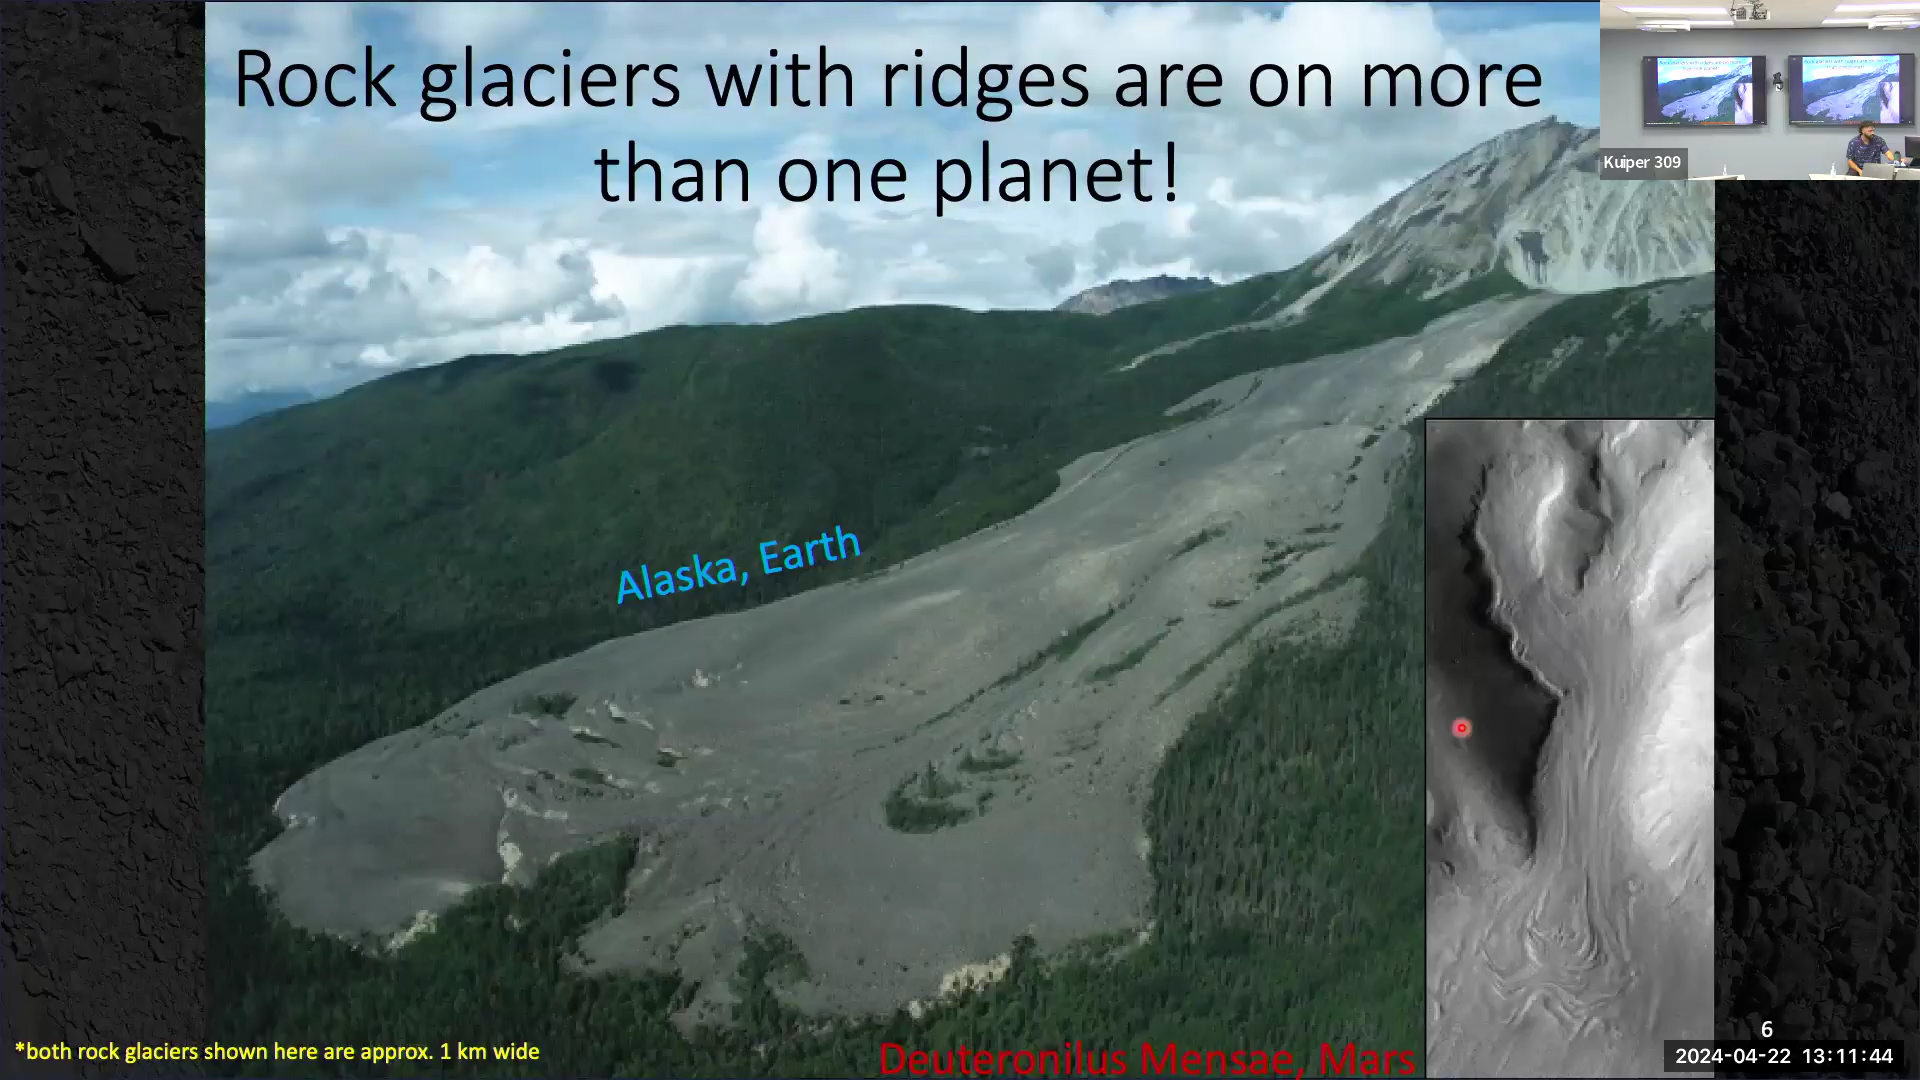 Rock glaciers with ridges are on more
than one planet!
Kuiper 309
Alaska, Earth
*both rock glaciers shown here are approx. 1 km wide
Deuteronilus Mensae, Mars
6
2024-04-22 13:11:44